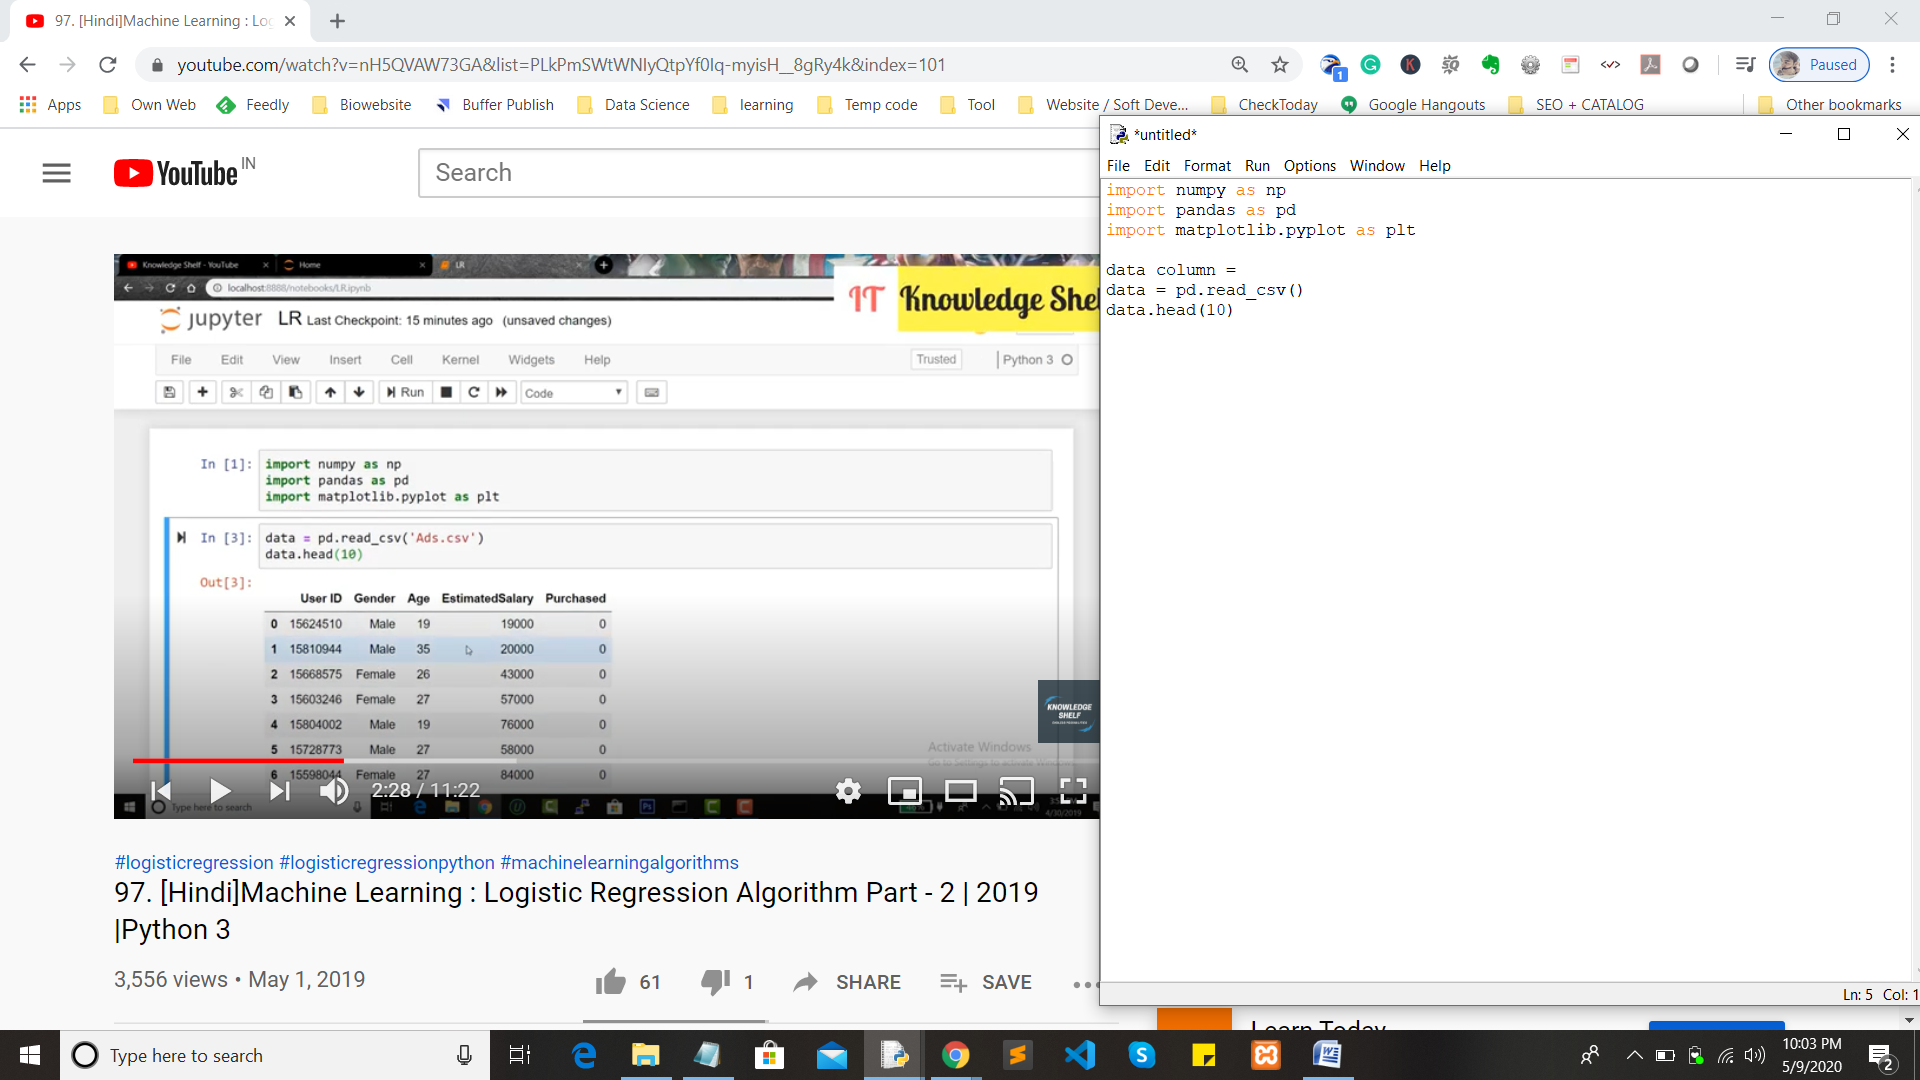 97. [Hindi]Machine Learning : Lo
youtube.com/watch?v=nH5QVAW73GA&list=PLkPmSWtWNIyQtpYf0Iq-myisH__8gRy4k&index=101
1
Paused
Apps
Own Web
Feedly
Biowebsite
Buffer Publish
Data Science
learning
Temp code
Tool
Website / Soft Deve...
CheckToday
Google Hangouts
SEO + CATALOG
Other bookmarks
YouTube IN
Search
Knowledge Shelf - YouTube
Home
LR
localhost:8888/notebooks/LR.ipynb
IT Knowledge She
jupyter LR Last Checkpoint: 15 minutes ago (unsaved changes)
File Edit View Insert Cell Kernel Widgets Help
Trusted
Python 3
Run
Code
In [1]: import numpy as np
import pandas as pd
import matplotlib.pyplot as plt
In [3]: data = pd.read_csv('Ads.csv')
data.head(10)
Out[3]:
User ID Gender Age EstimatedSalary Purchased
0 15624510 Male 19 19000 0
1 15810944 Male 35 20000 0
2 15668575 Female 26 43000 0
3 15603246 Female 27 57000 0
4 15804002 Male 19 76000 0
5 15728773 Male 27 58000 0
6 15598044 Female 27 84000 0
KNOWLEDGE
SHELF
Activate Windows
Go to Settings to activate Windows
2:28 / 11:22
Type here to search
4/30/2019
#logisticregression #logisticregressionpython #machinelearningalgorithms
97. [Hindi]Machine Learning : Logistic Regression Algorithm Part - 2 | 2019
|Python 3
3,556 views • May 1, 2019
61
1
SHARE
SAVE
*untitled*
File Edit Format Run Options Window Help
import numpy as np
import pandas as pd
import matplotlib.pyplot as plt
data column =
data = pd.read_csv()
data.head(10)
Ln: 5 Col: 1
Learn Today
Type here to search
10:03 PM
5/9/2020
2